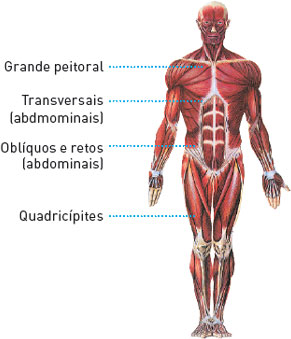 Grande peitoral
Transversais
(abdmominais)
Oblíquos e retos
(abdominais)
Quadricípites